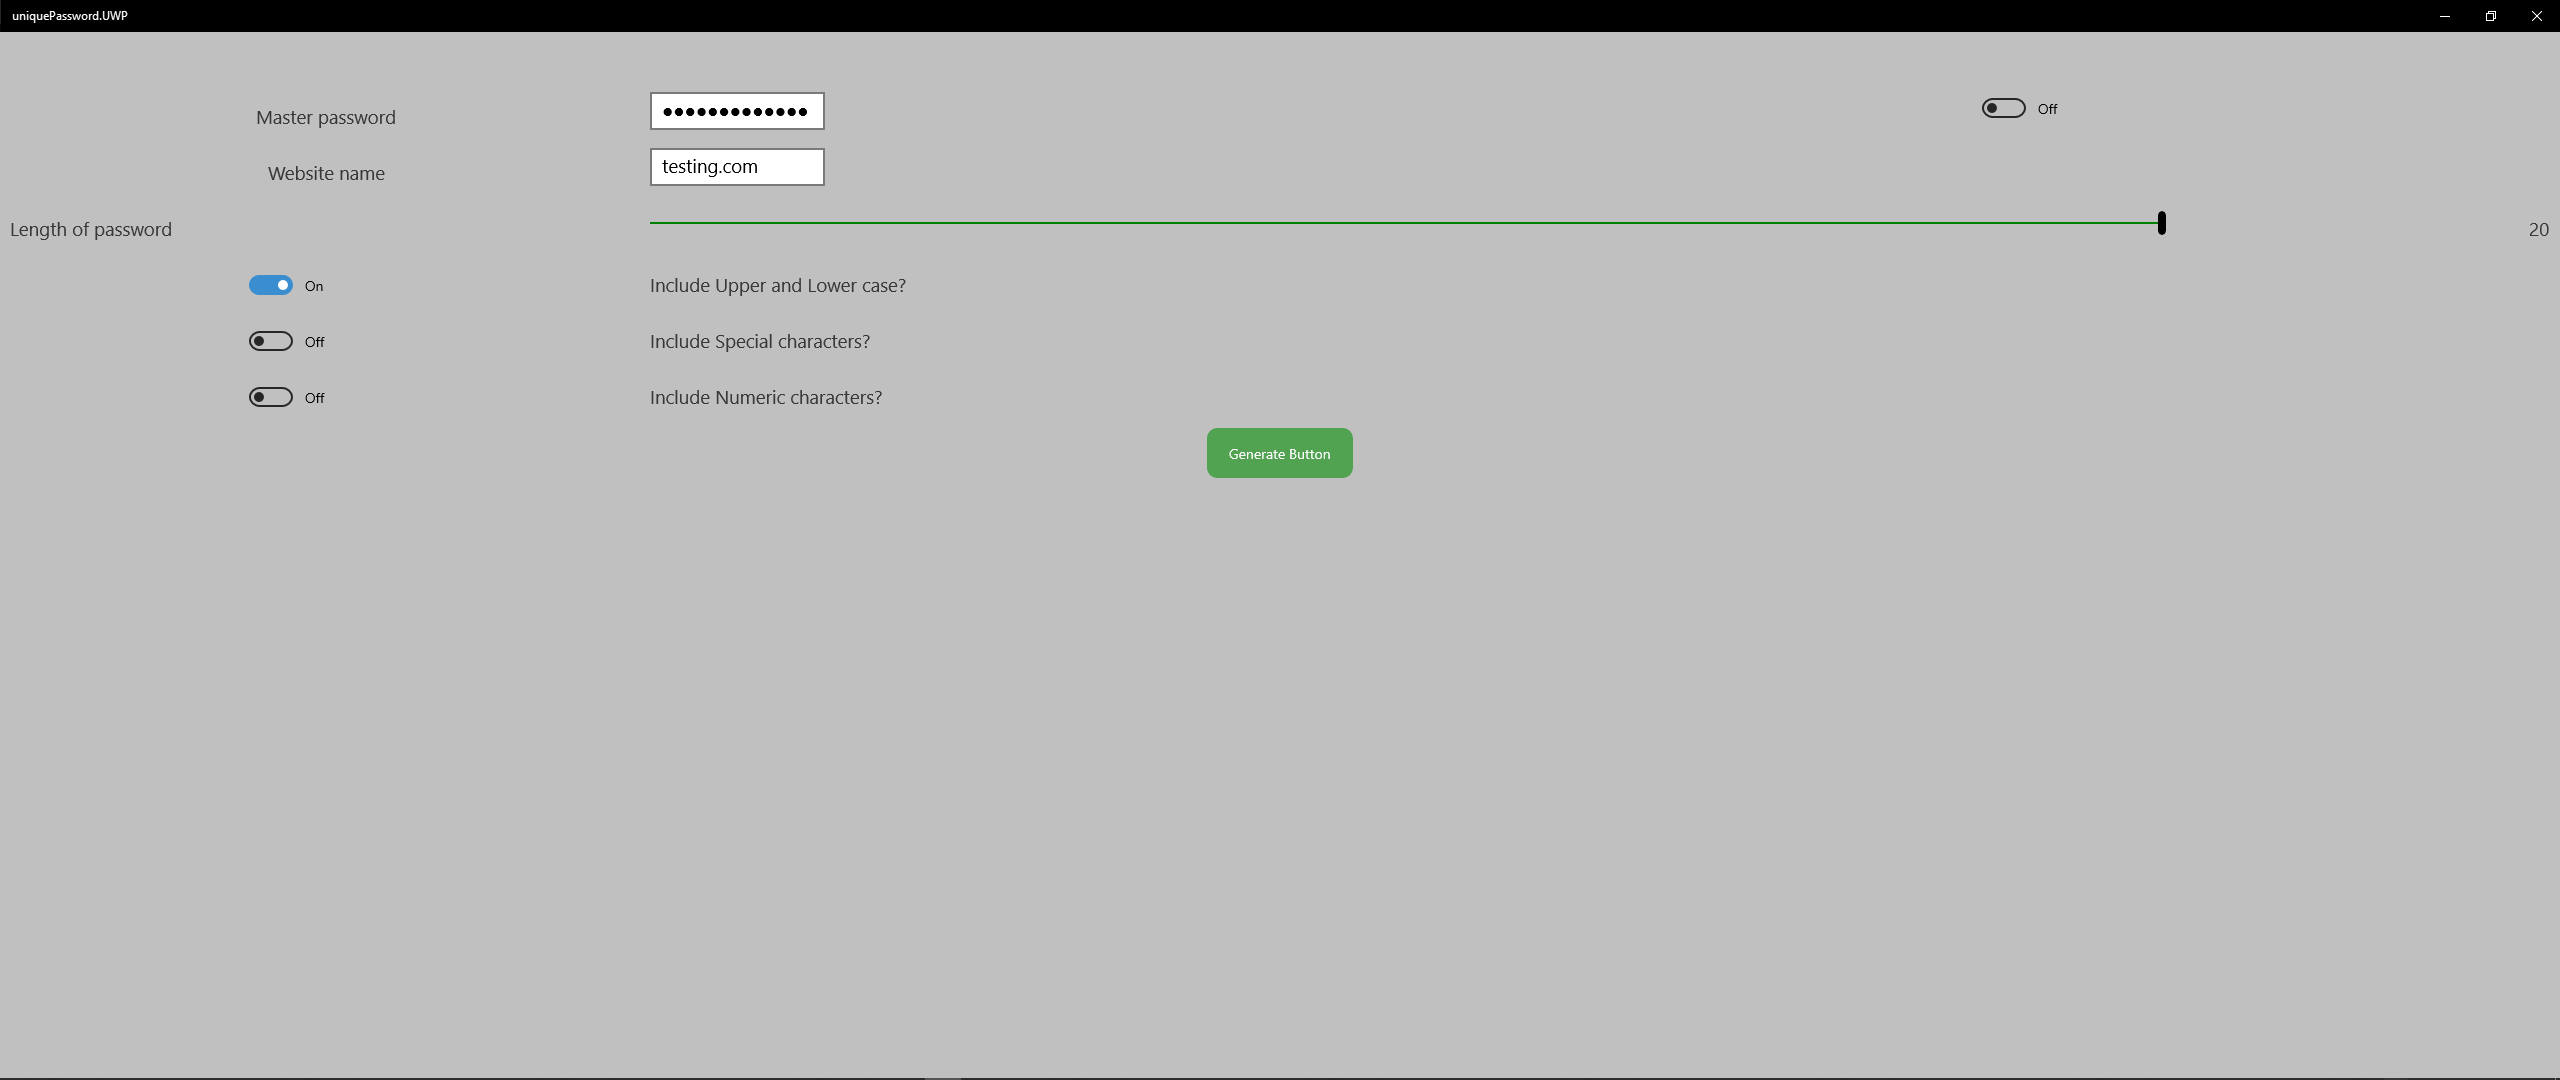 uniquePassword.UWP
Master password ●●●●●●●●●●●●● Off
Website name testing.com
Length of password 20
On Include Upper and Lower case?
Off Include Special characters?
Off Include Numeric characters?
Generate Button